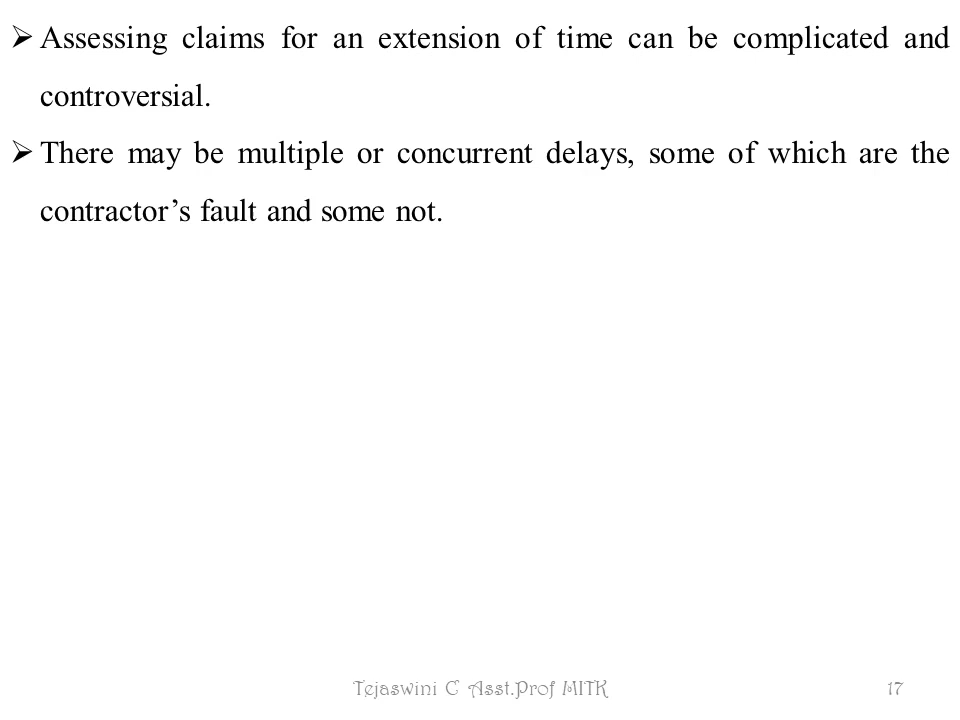 ➢ Assessing claims for an extension of time can be complicated and
controversial.
➢ There may be multiple or concurrent delays, some of which are the
contractor’s fault and some not.
Tejaswini C Asst.Prof MITK
17